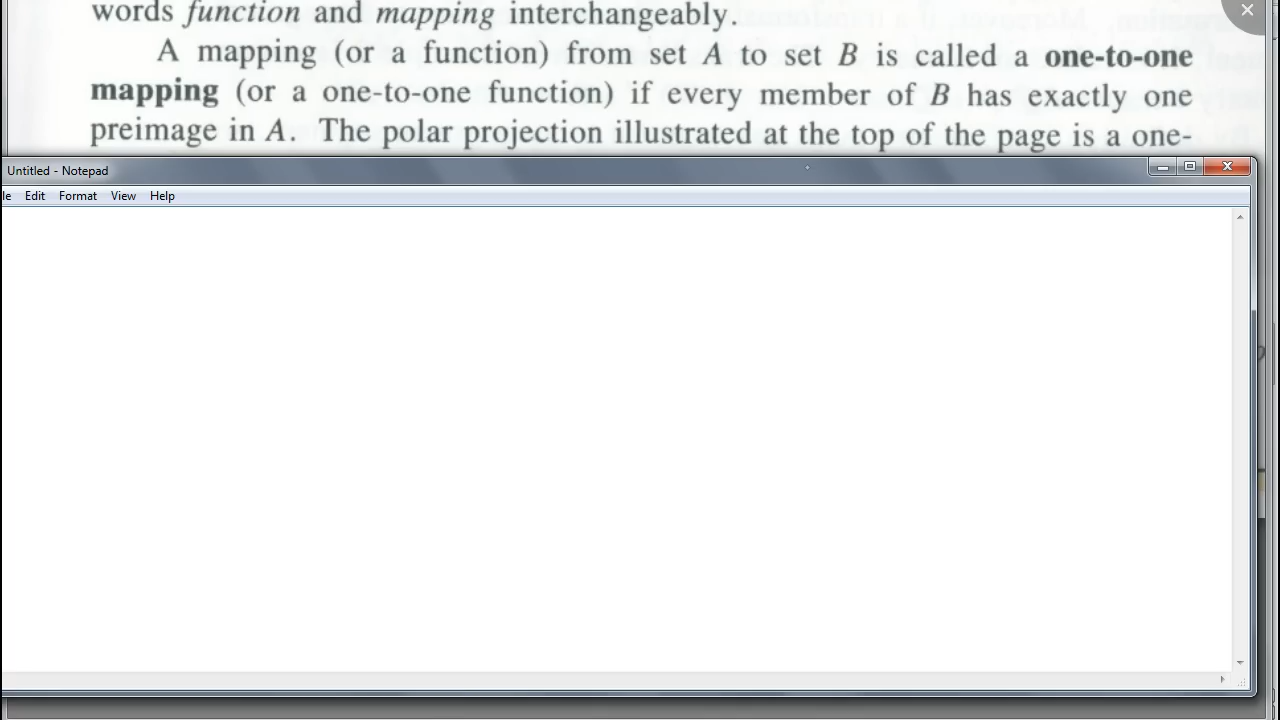 words function and mapping interchangeably.
A mapping (or a function) from set A to set B is called a one-to-one
mapping (or a one-to-one function) if every member of B has exactly one
preimage in A. The polar projection illustrated at the top of the page is a one-
Untitled - Notepad
le Edit Format View Help